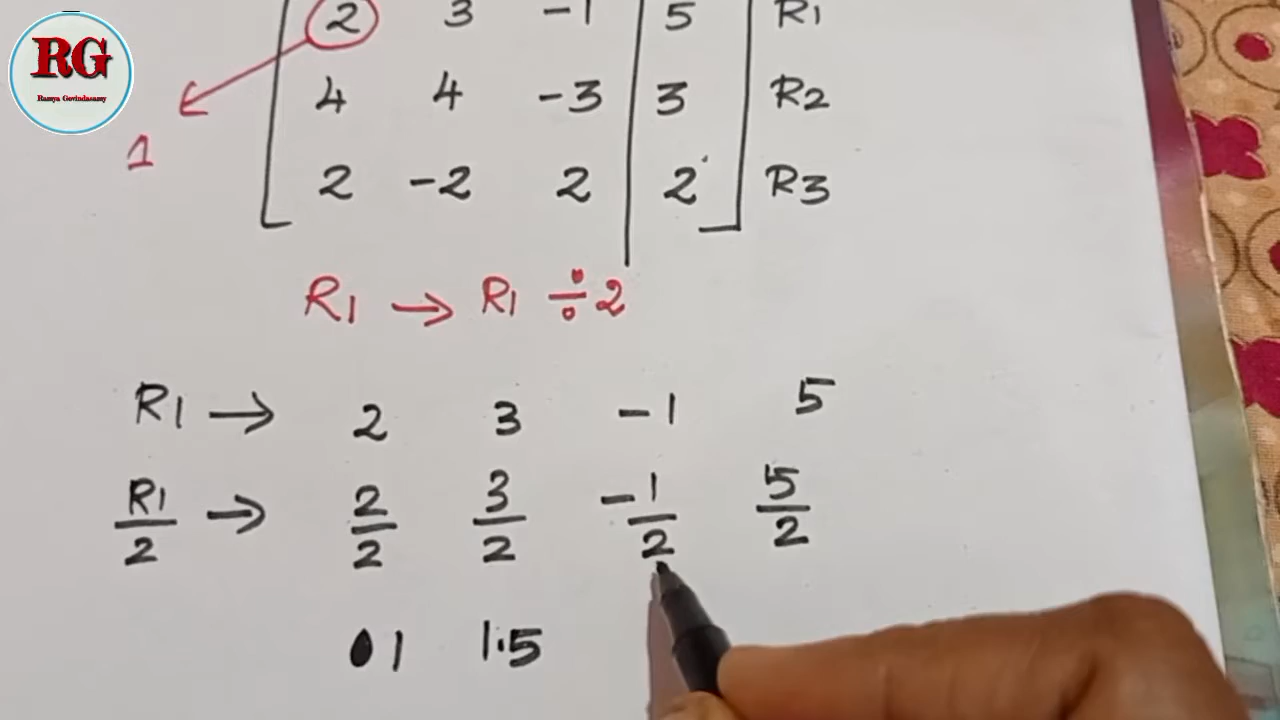 RG
Ramya Govindasamy
2 3 -1 5 R1
4 4 -3 3 R2
1
2 -2 2 2 R3
R1 → R1 ÷ 2
R1 → 2 3 -1 5
R1/2 → 2/2 3/2 -1/2 5/2
1 1.5